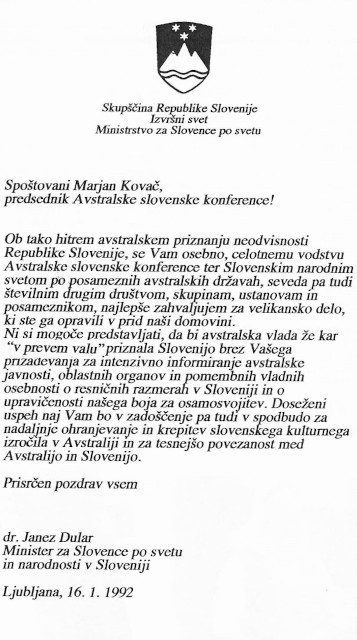 Skupščina Republike Slovenije
Izvršni svet
Ministrstvo za Slovence po svetu
Spoštovani Marjan Kovač,
predsednik Avstralske slovenske konference!
Ob tako hitrem avstralskem priznanju neodvisnosti
Republike Slovenije, se Vam osebno, celotnemu vodstvu
Avstralske slovenske konference ter Slovenskim narodnim
svetom po posameznih avstralskih državah, seveda pa tudi
številnim drugim društvom, skupinam, ustanovam in
posameznikom, najlepše zahvaljujem za velikansko delo,
ki ste ga opravili v prid naši domovini.
Ni si mogoče predstavljati, da bi avstralska vlada že kar
"v prevem valu" priznala Slovenijo brez Vašega
prizadevanja za intenzivno informiranje avstralske
javnosti, oblastnih organov in pomembnih vladnih
osebnosti o resničnih razmerah v Sloveniji in o
upravičenosti našega boja za osamosvojitev. Doseženi
uspeh naj Vam bo v zadoščenje pa tudi v spodbudo za
nadaljnje ohranjevanje in krepitev slovenskega kulturnega
izročila v Avstraliji in za tesnejšo povezanost med
Avstralijo in Slovenijo.
Prisrčen pozdrav vsem
dr. Janez Dular
Minister za Slovence po svetu
in narodnosti v Sloveniji
Ljubljana, 16. 1. 1992